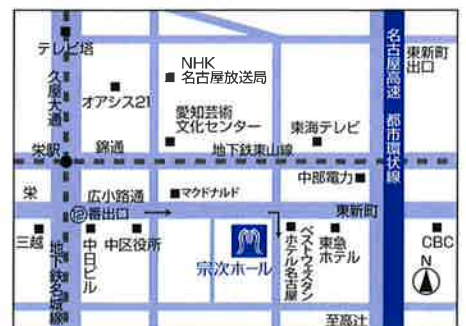 テレビ塔
久屋大通
NHK
名古屋放送局
オアシス21
愛知芸術
文化センター
東海テレビ
名古屋高速 都市環状線
東新町
出口
栄駅
錦通
地下鉄東山線
中部電力
栄
広小路通
マクドナルド
東新町
⑫番出口
三越
地下鉄名城線
中日ビル
中区役所
宗次ホール
ベストウェスタン
ホテル名古屋
東急
ホテル
CBC
N
至高辻